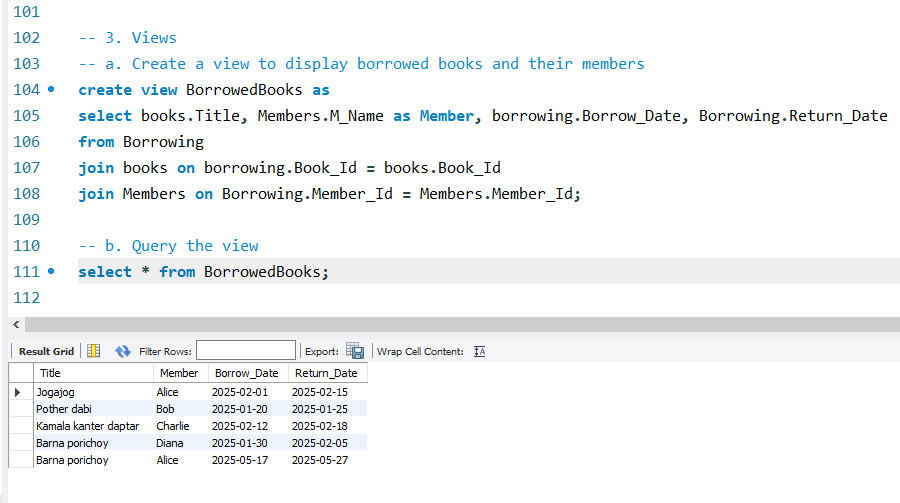 101
102 -- 3. Views
103 -- a. Create a view to display borrowed books and their members
104 create view BorrowedBooks as
105 select books.Title, Members.M_Name as Member, borrowing.Borrow_Date, Borrowing.Return_Date
106 from Borrowing
107 join books on borrowing.Book_Id = books.Book_Id
108 join Members on Borrowing.Member_Id = Members.Member_Id;
109
110 -- b. Query the view
111 select * from BorrowedBooks;
112
Result Grid Filter Rows: Export: Wrap Cell Content:
Title Member Borrow_Date Return_Date
Jogajog Alice 2025-02-01 2025-02-15
Pother dabi Bob 2025-01-20 2025-01-25
Kamala kanter daptar Charlie 2025-02-12 2025-02-18
Barna porichoy Diana 2025-01-30 2025-02-05
Barna porichoy Alice 2025-05-17 2025-05-27